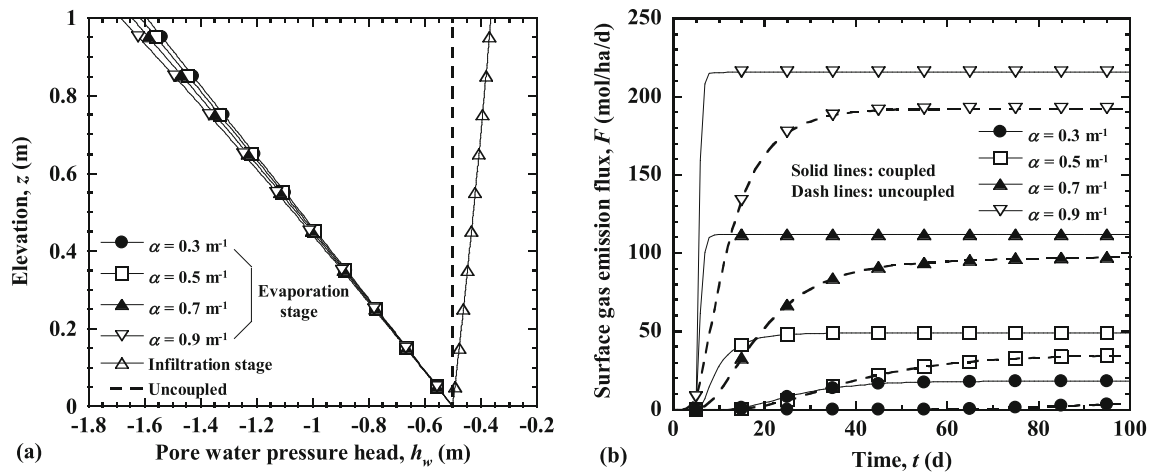 1
0.8
0.6
0.4
0.2
0
Elevation, z (m)
α = 0.3 m-1
α = 0.5 m-1
α = 0.7 m-1
α = 0.9 m-1
Evaporation
stage
Infiltration stage
Uncoupled
-1.8 -1.6 -1.4 -1.2 -1 -0.8 -0.6 -0.4 -0.2
(a) Pore water pressure head, hw (m)
250
200
150
100
50
0
Surface gas emission flux, F (mol/ha/d)
Solid lines: coupled
Dash lines: uncoupled
α = 0.3 m-1
α = 0.5 m-1
α = 0.7 m-1
α = 0.9 m-1
0 20 40 60 80 100
(b) Time, t (d)